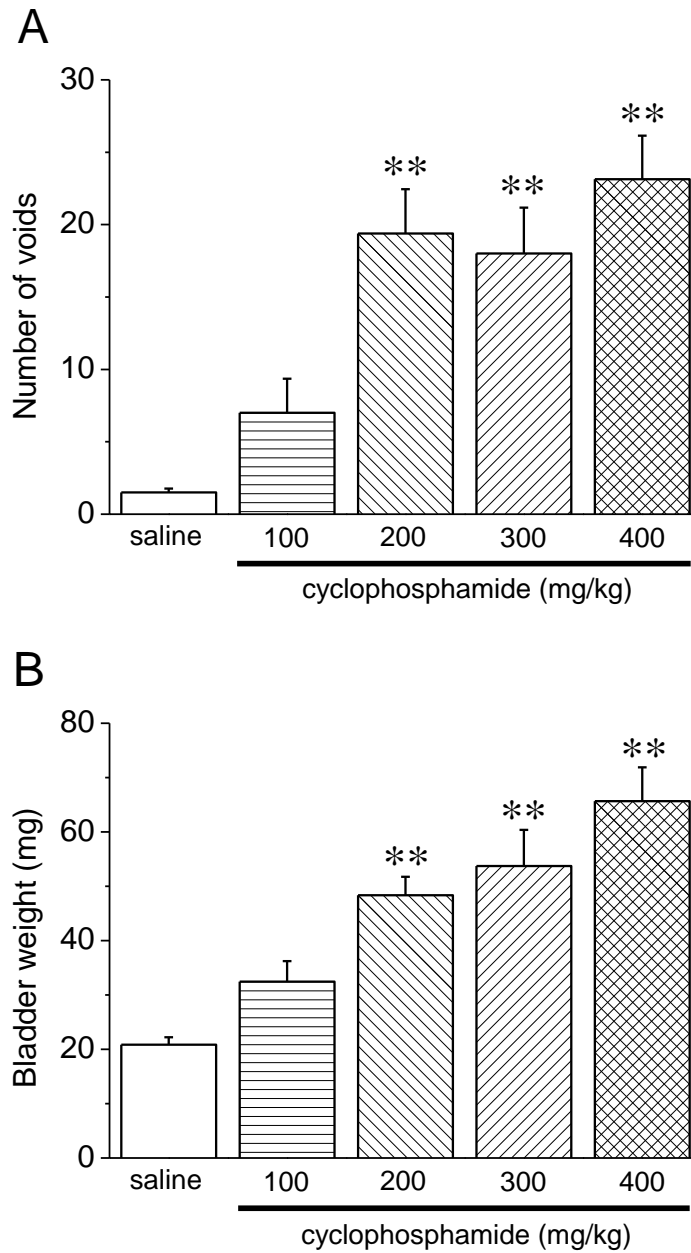 A
30
20
10
0
Number of voids
**
**
**
saline 100 200 300 400
cyclophosphamide (mg/kg)
B
80
60
40
20
0
Bladder weight (mg)
**
**
**
saline 100 200 300 400
cyclophosphamide (mg/kg)